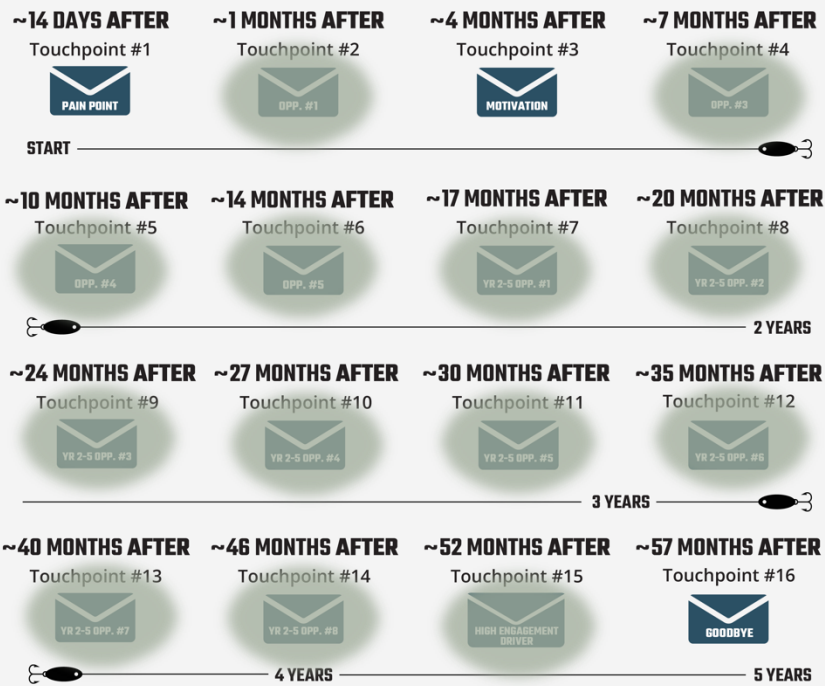 ~14 DAYS AFTER
~1 MONTHS AFTER
~4 MONTHS AFTER
~7 MONTHS AFTER
Touchpoint #1
Touchpoint #2
Touchpoint #3
Touchpoint #4
PAIN POINT
OPP. #1
MOTIVATION
OPP. #3
START
~10 MONTHS AFTER
~14 MONTHS AFTER
~17 MONTHS AFTER
~20 MONTHS AFTER
Touchpoint #5
Touchpoint #6
Touchpoint #7
Touchpoint #8
OPP. #4
OPP. #5
YR 2-5 OPP. #1
YR 2-5 OPP. #2
2 YEARS
~24 MONTHS AFTER
~27 MONTHS AFTER
~30 MONTHS AFTER
~35 MONTHS AFTER
Touchpoint #9
Touchpoint #10
Touchpoint #11
Touchpoint #12
YR 2-5 OPP. #3
YR 2-5 OPP. #4
YR 2-5 OPP. #5
YR 2-5 OPP. #6
3 YEARS
~40 MONTHS AFTER
~46 MONTHS AFTER
~52 MONTHS AFTER
~57 MONTHS AFTER
Touchpoint #13
Touchpoint #14
Touchpoint #15
Touchpoint #16
YR 2-5 OPP. #7
YR 2-5 OPP. #8
HIGH ENGAGEMENT
DRIVER
GOODBYE
4 YEARS
5 YEARS